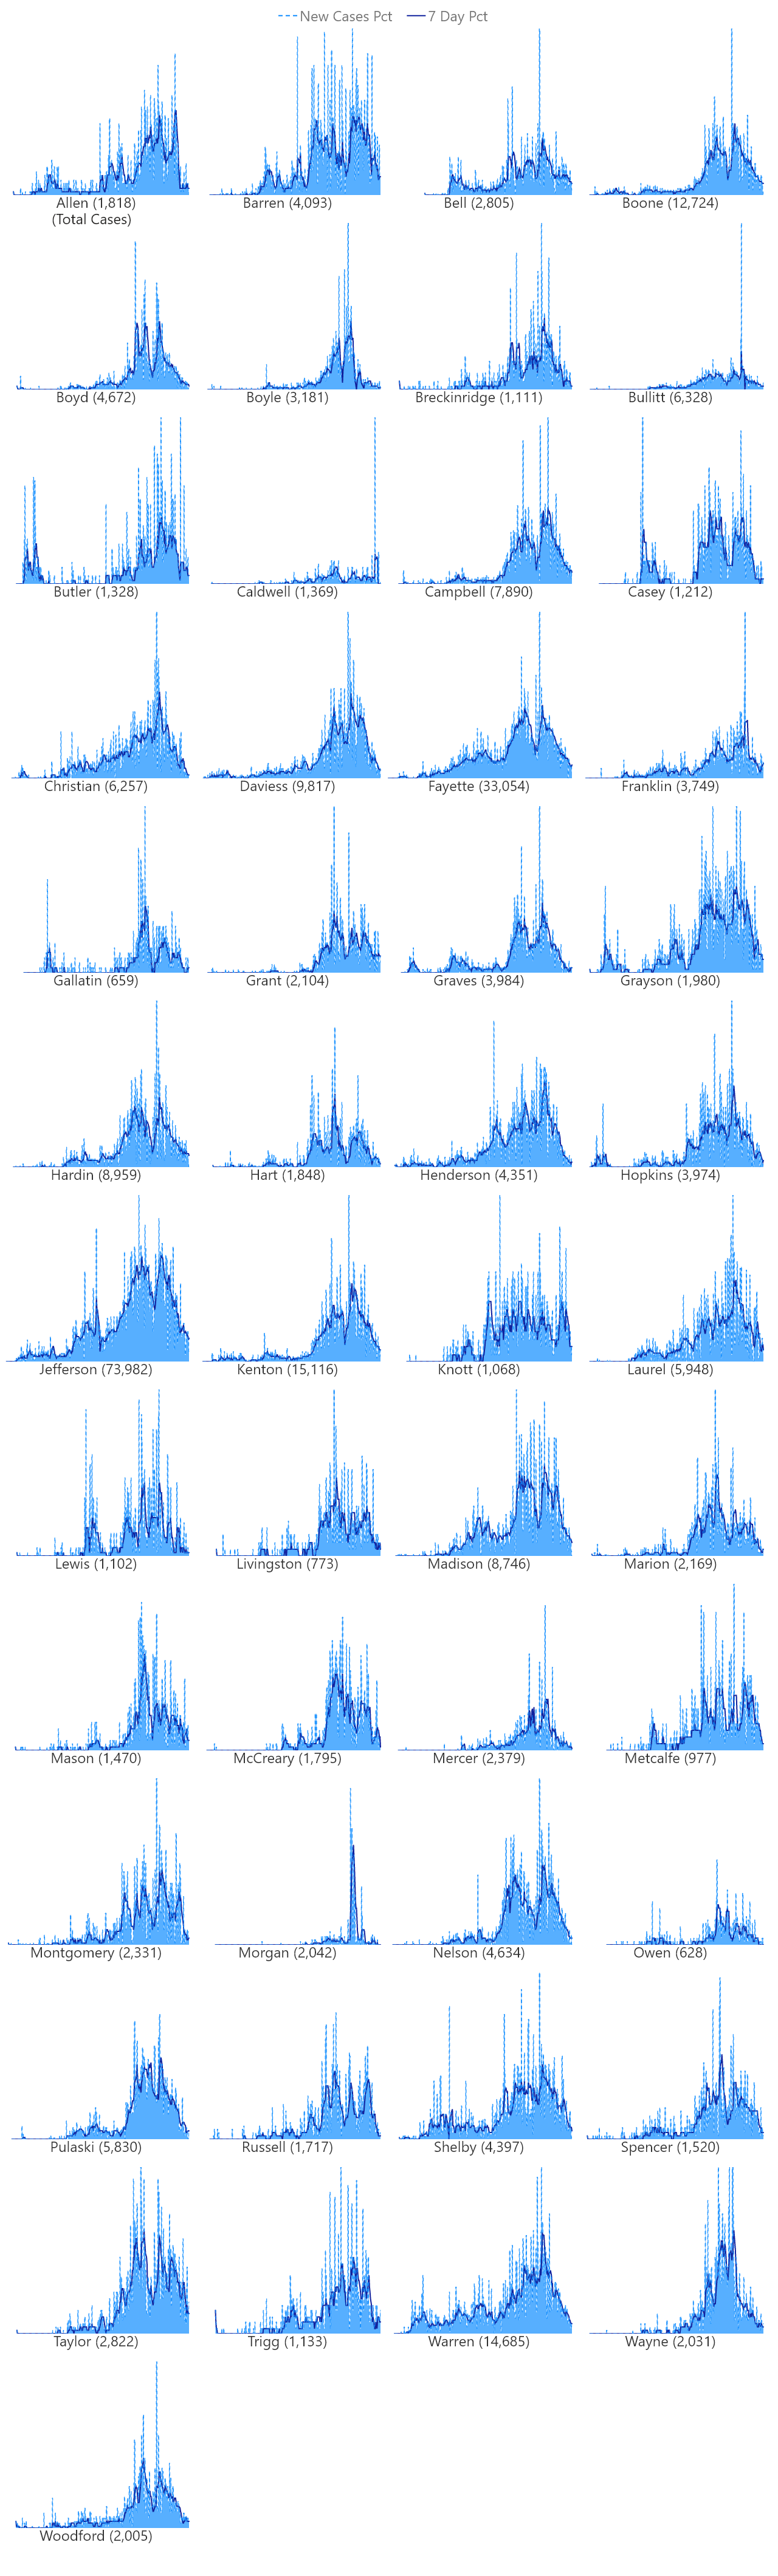 New Cases Pct 7 Day Pct
Allen (1,818) Barren (4,093) Bell (2,805) Boone (12,724)
(Total Cases)
Boyd (4,672) Boyle (3,181) Breckinridge (1,111) Bullitt (6,328)
Butler (1,328) Caldwell (1,369) Campbell (7,890) Casey (1,212)
Christian (6,257) Daviess (9,817) Fayette (33,054) Franklin (3,749)
Gallatin (659) Grant (2,104) Graves (3,984) Grayson (1,980)
Hardin (8,959) Hart (1,848) Henderson (4,351) Hopkins (3,974)
Jefferson (73,982) Kenton (15,116) Knott (1,068) Laurel (5,948)
Lewis (1,102) Livingston (773) Madison (8,746) Marion (2,169)
Mason (1,470) McCreary (1,795) Mercer (2,379) Metcalfe (977)
Montgomery (2,331) Morgan (2,042) Nelson (4,634) Owen (628)
Pulaski (5,830) Russell (1,717) Shelby (4,397) Spencer (1,520)
Taylor (2,822) Trigg (1,133) Warren (14,685) Wayne (2,031)
Woodford (2,005)